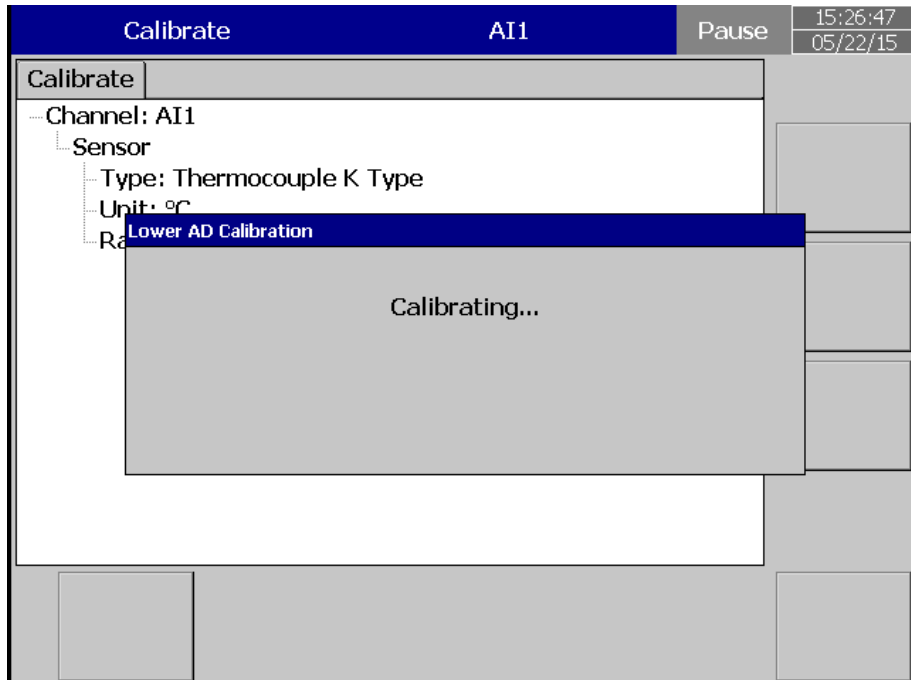 Calibrate AI1 Pause 15:26:47
05/22/15
Calibrate
Channel: AI1
Sensor
Type: Thermocouple K Type
Unit: °C
Lower AD Calibration
Calibrating...